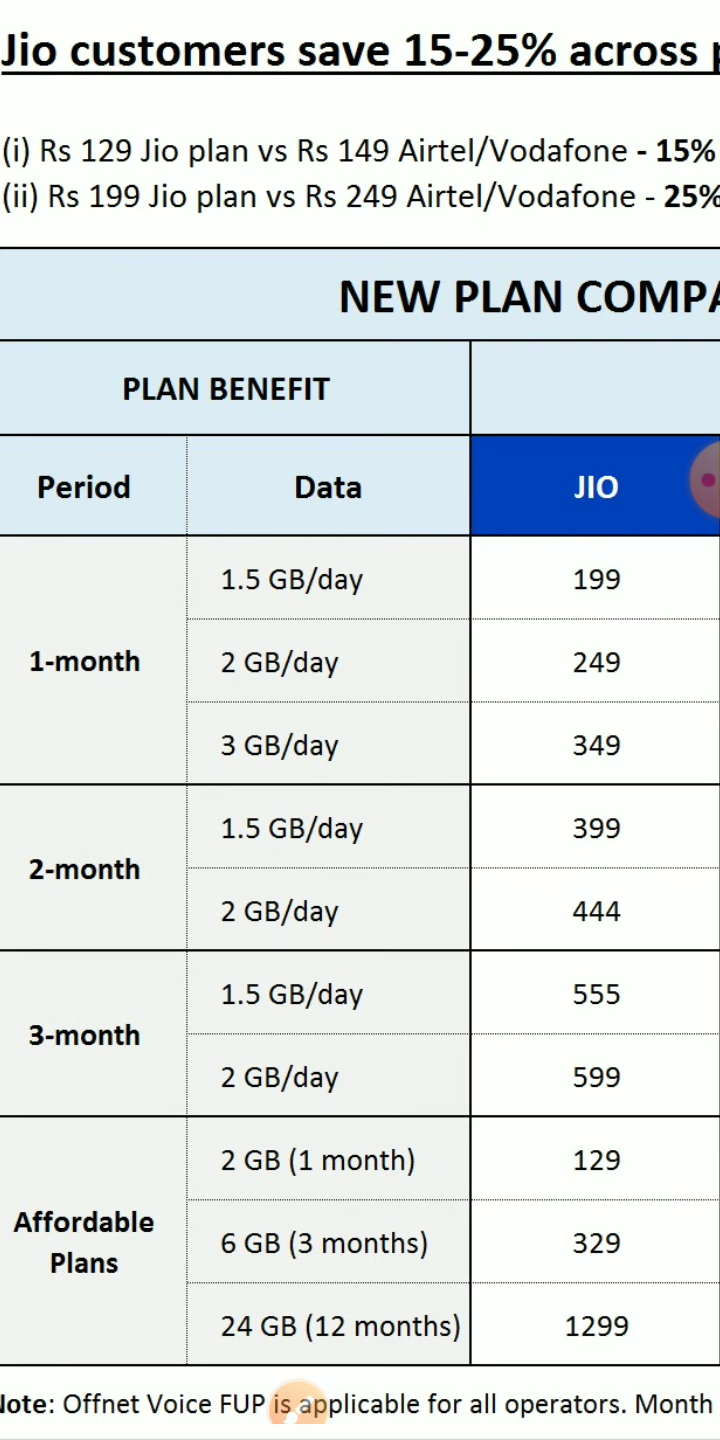 Jio customers save 15-25% across
(i) Rs 129 Jio plan vs Rs 149 Airtel/Vodafone - 15%
(ii) Rs 199 Jio plan vs Rs 249 Airtel/Vodafone - 25%
NEW PLAN COMPA
PLAN BENEFIT
Period Data JIO
1-month
1.5 GB/day 199
2 GB/day 249
3 GB/day 349
2-month
1.5 GB/day 399
2 GB/day 444
3-month
1.5 GB/day 555
2 GB/day 599
Affordable
Plans
2 GB (1 month) 129
6 GB (3 months) 329
24 GB (12 months) 1299
Note: Offnet Voice FUP is applicable for all operators. Month